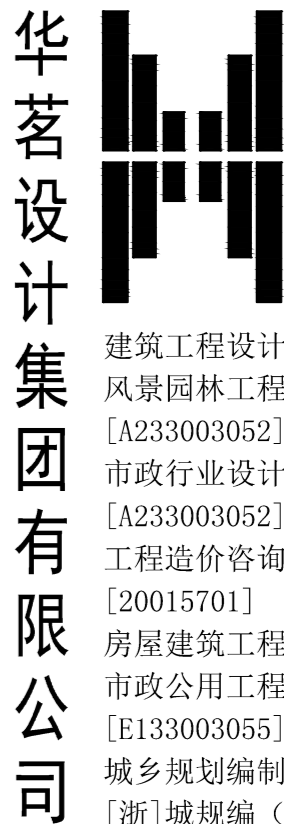 华茗设计集团有限公司
建筑工程设计
风景园林工程
[A233003052]
市政行业设计
[A233003052]
工程造价咨询
[20015701]
房屋建筑工程
市政公用工程
[E133003055]
城乡规划编制
[浙]城规编（